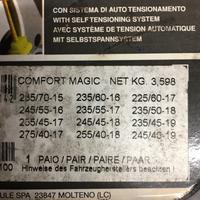 CON SISTEMA DI AUTO TENSIONAMENTO
WITH SELF TENSIONING SYSTEM
AVEC SYSTÈME DE TENSION AUTOMATIQUE
MIT SELBSTSPANNSYSTEM
COMFORT MAGIC NET KG. 3,598
235/70-15 235/60-16 225/60-17
245/55-16 235/55-17 235/50-18
255/45-17 245/45-18 235/45-19
275/40-17 255/40-18 245/40-19
1 PAIO / PAIR / PAIRE / PAAR
Hinweise des Fahrzeugherstellers beachten !
ULE SPA 23847 MOLTENO (LC)